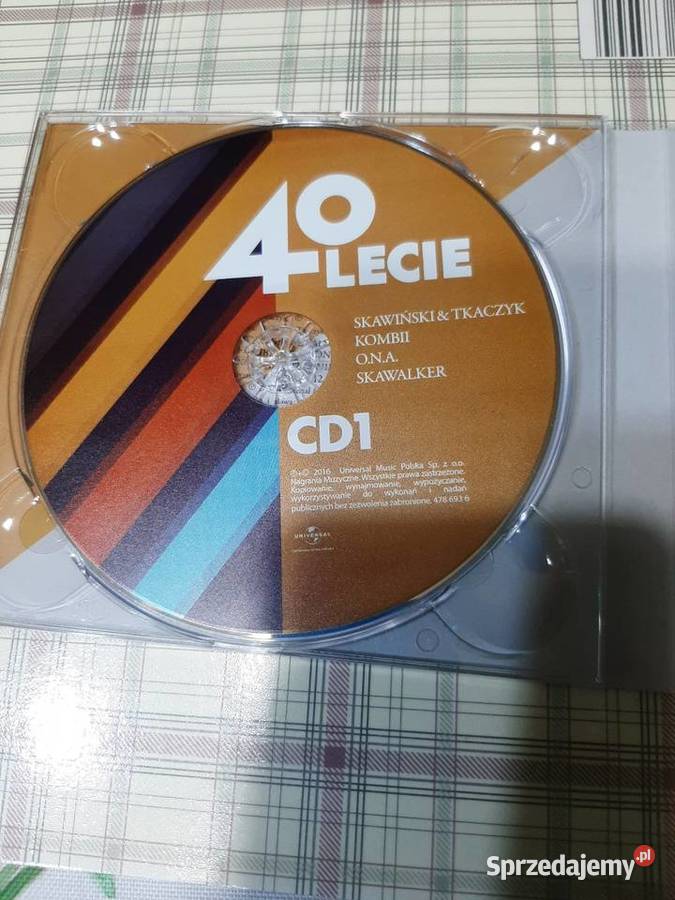 40
LECIE
SKAWIŃSKI & TKACZYK
KOMBII
O.N.A.
SKAWALKER
CD1
℗+© 2016 Universal Music Polska Sp. z o.o.
Nagrania Muzyczne. Wszystkie prawa zastrzeżone.
Kopiowanie, wynajmowanie, wypożyczanie,
wykorzystywanie do wykonań i nadań
publicznych bez zezwolenia zabronione. 478 693 6
UNIVERSAL
Sprzedajemy.pl